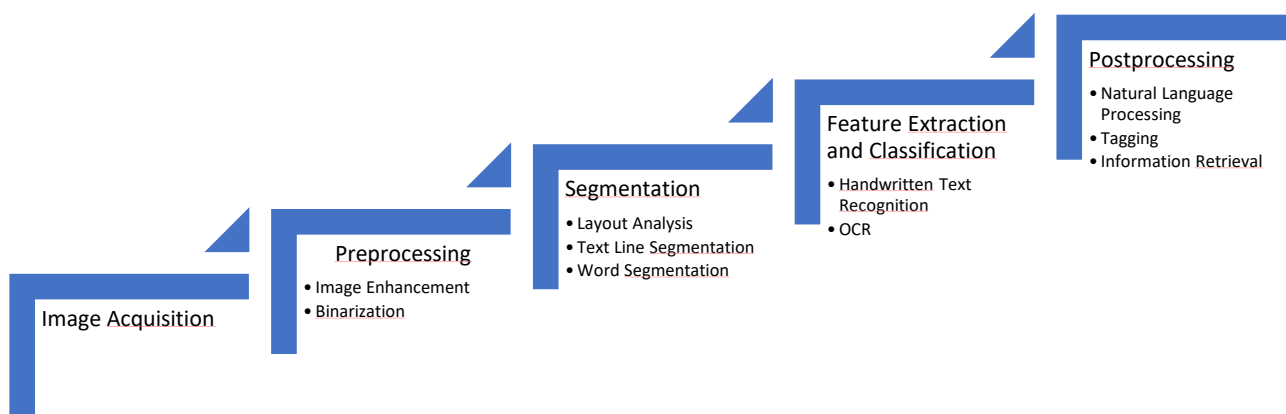 Image Acquisition
Preprocessing
• Image Enhancement
• Binarization
Segmentation
• Layout Analysis
• Text Line Segmentation
• Word Segmentation
Feature Extraction
and Classification
• Handwritten Text
Recognition
• OCR
Postprocessing
• Natural Language
Processing
• Tagging
• Information Retrieval